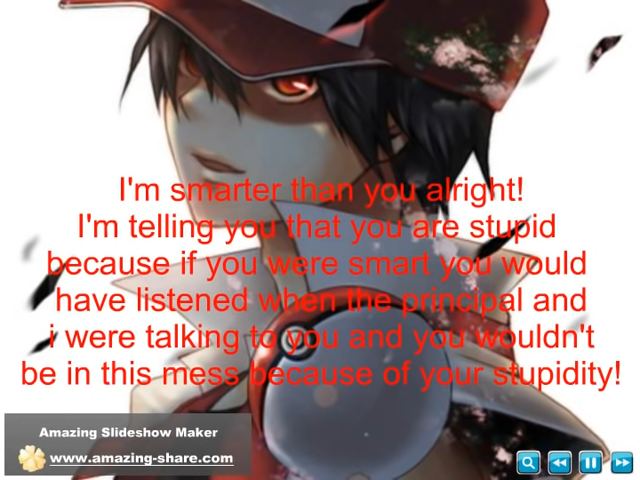 I'm smarter than you alright!
I'm telling you that you are stupid
because if you were smart you would
have listened when the principal and
i were talking to you and you wouldn't
be in this mess because of your stupidity!
Amazing Slideshow Maker
www.amazing-share.com